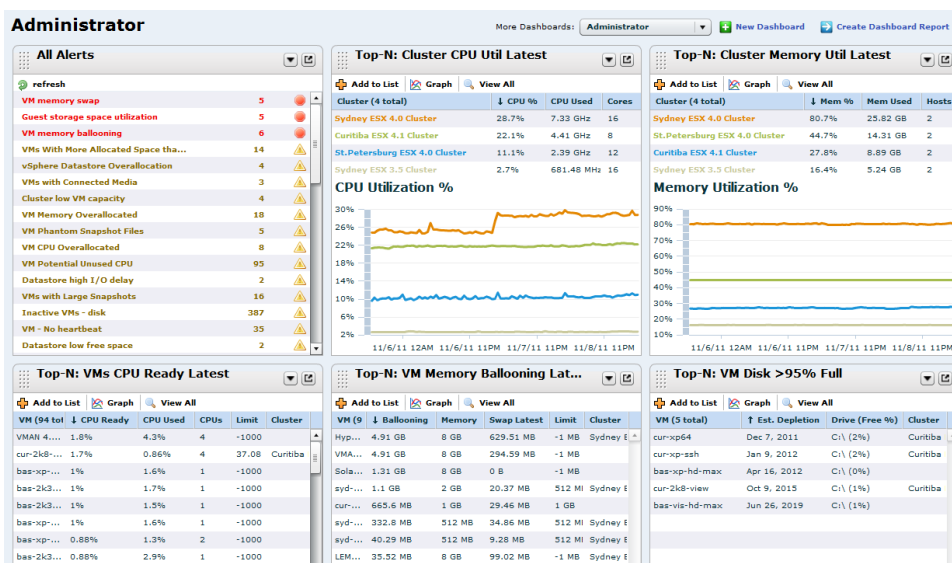 Administrator
More Dashboards: Administrator New Dashboard Create Dashboard Report
All Alerts
refresh
VM memory swap 5
Guest storage space utilization 5
VM memory ballooning 6
VMs With More Allocated Space tha... 14
vSphere Datastore Overallocation 4
VMs with Connected Media 3
Cluster low VM capacity 4
VM Memory Overallocated 18
VM Phantom Snapshot Files 5
VM CPU Overallocated 8
VM Potential Unused CPU 95
Datastore high I/O delay 2
VMs with Large Snapshots 16
Inactive VMs - disk 387
VM - No heartbeat 35
Datastore low free space 2
Top-N: Cluster CPU Util Latest
Add to List Graph View All
Cluster (4 total) ↓ CPU % CPU Used Cores
Sydney ESX 4.0 Cluster 28.7% 7.33 GHz 16
Curitiba ESX 4.1 Cluster 22.1% 4.41 GHz 8
St.Petersburg ESX 4.0 Cluster 11.1% 2.39 GHz 12
Sydney ESX 3.5 Cluster 2.7% 681.48 MHz 16
CPU Utilization %
30%
26%
22%
18%
14%
10%
6%
2%
11/6/11 12AM 11/6/11 11PM 11/7/11 11PM 11/8/11 11PM
Top-N: Cluster Memory Util Latest
Add to List Graph View All
Cluster (4 total) ↓ Mem % Mem Used Hosts
Sydney ESX 4.0 Cluster 80.7% 25.82 GB 2
St.Petersburg ESX 4.0 Cluster 44.7% 14.31 GB 2
Curitiba ESX 4.1 Cluster 27.8% 8.89 GB 2
Sydney ESX 3.5 Cluster 16.4% 5.24 GB 2
Memory Utilization %
90%
80%
70%
60%
50%
40%
30%
20%
10%
11/6/11 12AM 11/6/11 11PM 11/7/11 11PM 11/8/11 11PM
Top-N: VMs CPU Ready Latest
Add to List Graph View All
VM (94 tot ↓ CPU Ready CPU Used CPUs Limit Cluster
VMAN 4.... 1.8% 4.3% 4 -1000
cur-2k8-... 1.7% 0.86% 4 37.08 Curitiba
bas-xp-... 1% 1.6% 1 -1000
bas-2k3... 1% 1.7% 1 -1000
bas-2k3... 1% 1.5% 1 -1000
bas-xp-... 1% 1.6% 1 -1000
bas-xp-... 0.88% 1.3% 2 -1000
bas-2k3... 0.88% 2.9% 1 -1000
Top-N: VM Memory Ballooning Lat...
Add to List Graph View All
VM (9 ↓ Ballooning Memory Swap Latest Limit Cluster
Hyp... 4.91 GB 8 GB 629.51 MB -1 MB Sydney E
VMA... 4.91 GB 8 GB 294.59 MB -1 MB
Sola... 1.31 GB 8 GB 0 B -1 MB
syd-... 1.1 GB 2 GB 20.37 MB 512 MI Sydney E
cur-... 665.6 MB 1 GB 29.46 MB 1 GB
syd-... 332.8 MB 512 MB 34.86 MB 512 MI Sydney E
syd-... 40.29 MB 512 MB 9.28 MB 512 MI Sydney E
LEM... 35.52 MB 8 GB 99.02 MB -1 MB Sydney E
Top-N: VM Disk >95% Full
Add to List Graph View All
VM (5 total) ↑ Est. Depletion Drive (Free %) Cluster
cur-xp64 Dec 7, 2011 C:\ (2%) Curitiba
cur-xp-ssh Jan 9, 2012 C:\ (2%) Curitiba
bas-xp-hd-max Apr 16, 2012 C:\ (0%)
cur-2k8-view Oct 9, 2015 C:\ (1%) Curitiba
bas-vis-hd-max Jun 26, 2019 C:\ (1%)